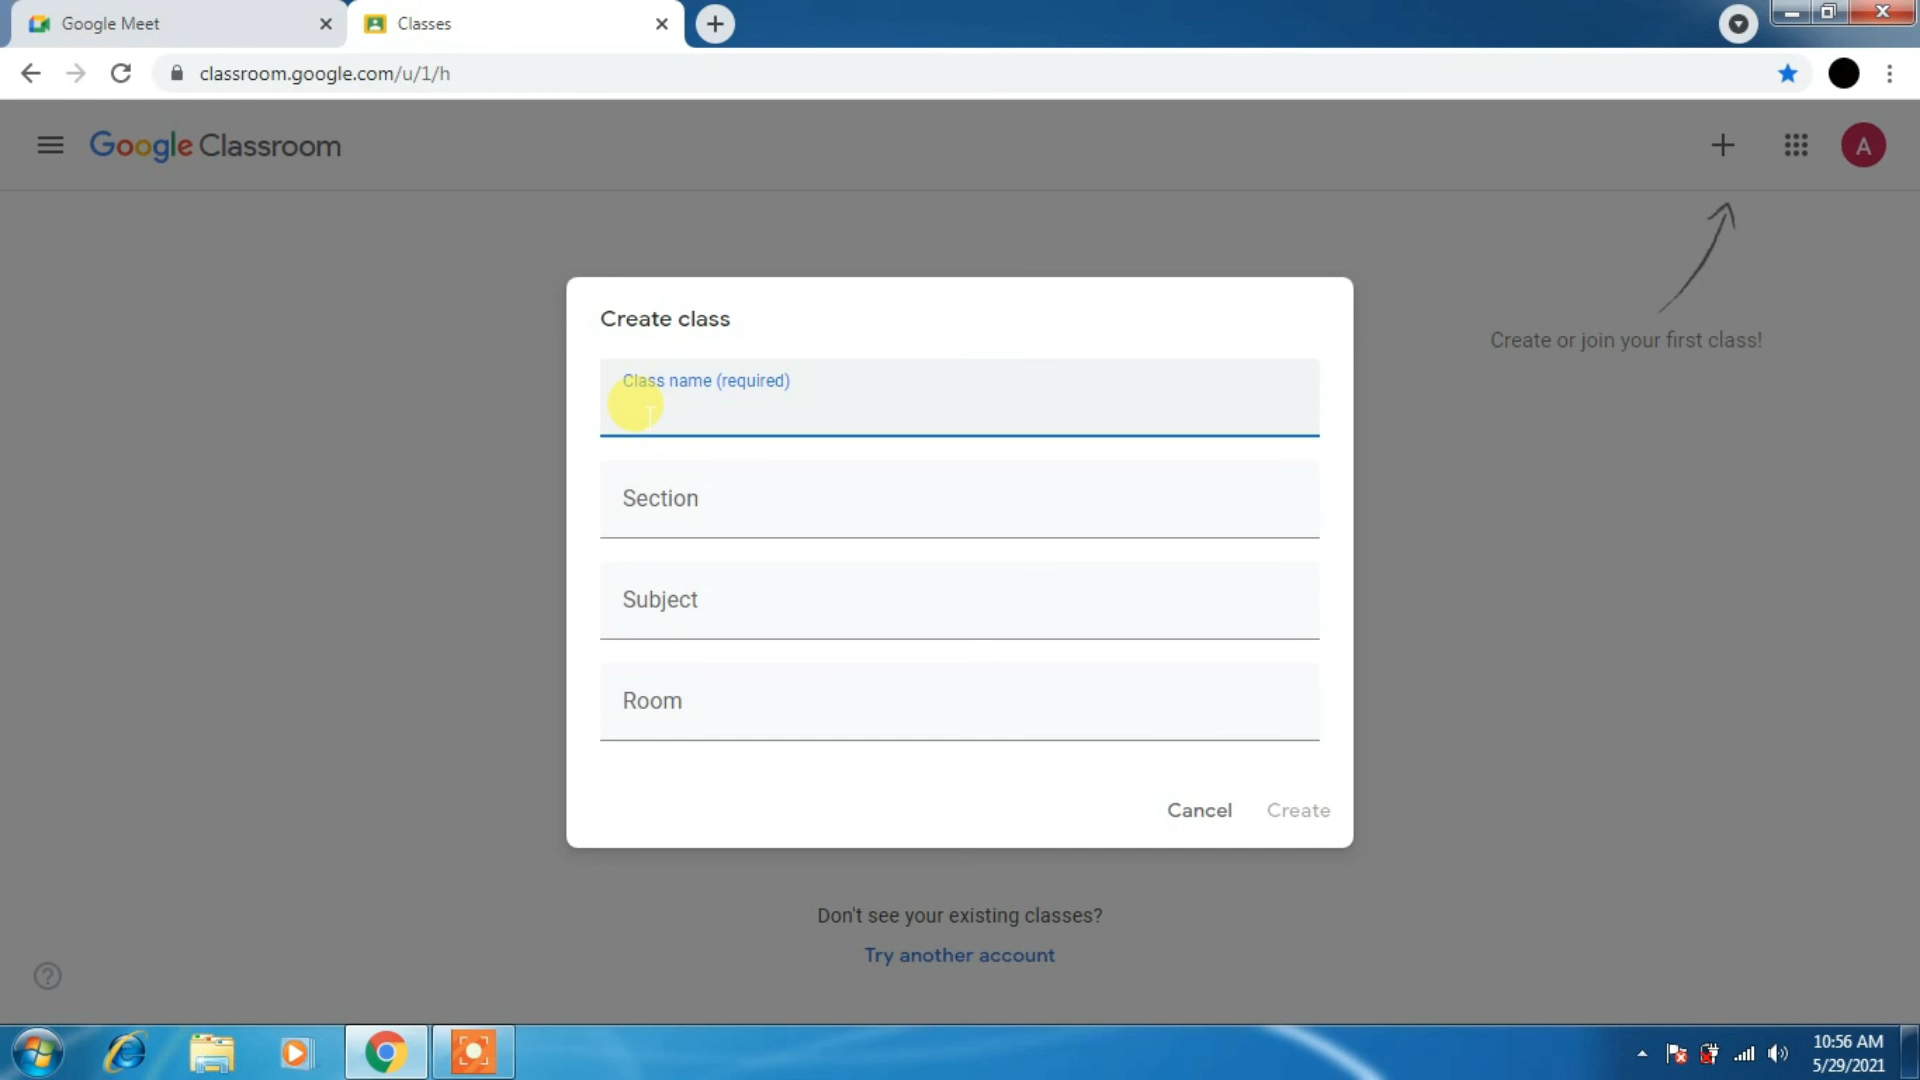 Google Meet
Classes
classroom.google.com/u/1/h
Google Classroom
A
Create or join your first class!
Create class
Class name (required)
Section
Subject
Room
Cancel
Create
Don't see your existing classes?
Try another account
10:56 AM
5/29/2021